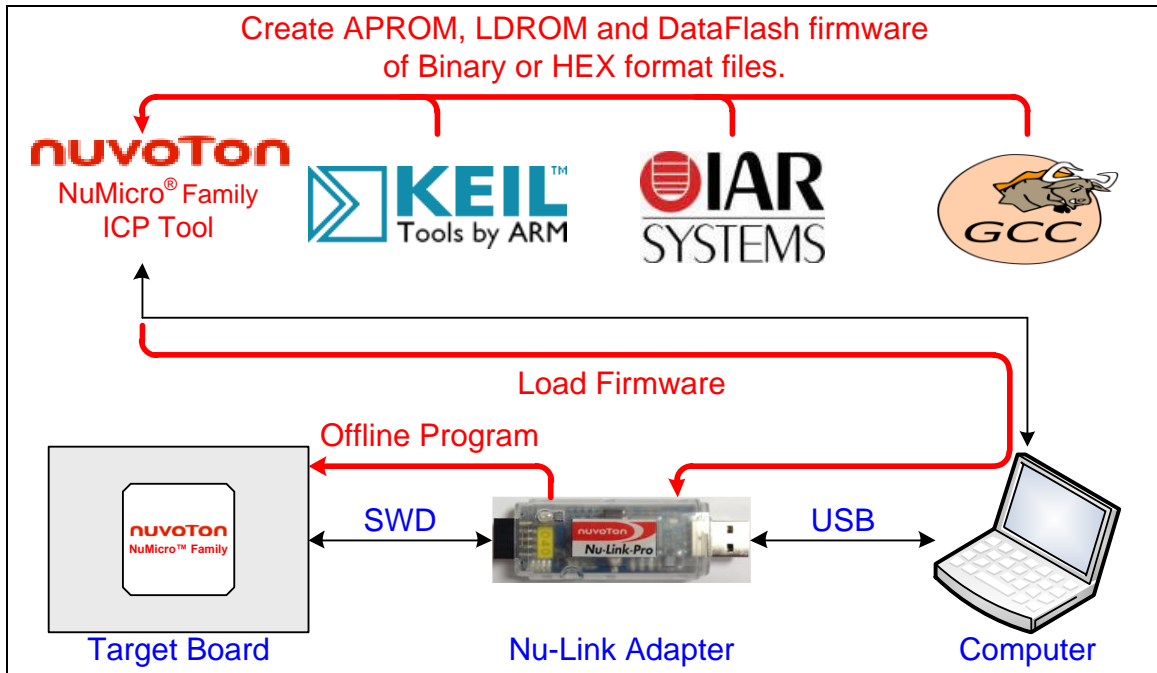 Create APROM, LDROM and DataFlash firmware
of Binary or HEX format files.
nuvoTon
NuMicro® Family
ICP Tool
KEIL™
Tools by ARM
IAR
SYSTEMS
GCC
Load Firmware
Offline Program
nuvoTon
NuMicro™ Family
SWD
nuvoTon
Nu-Link-Pro
USB
Target Board
Nu-Link Adapter
Computer